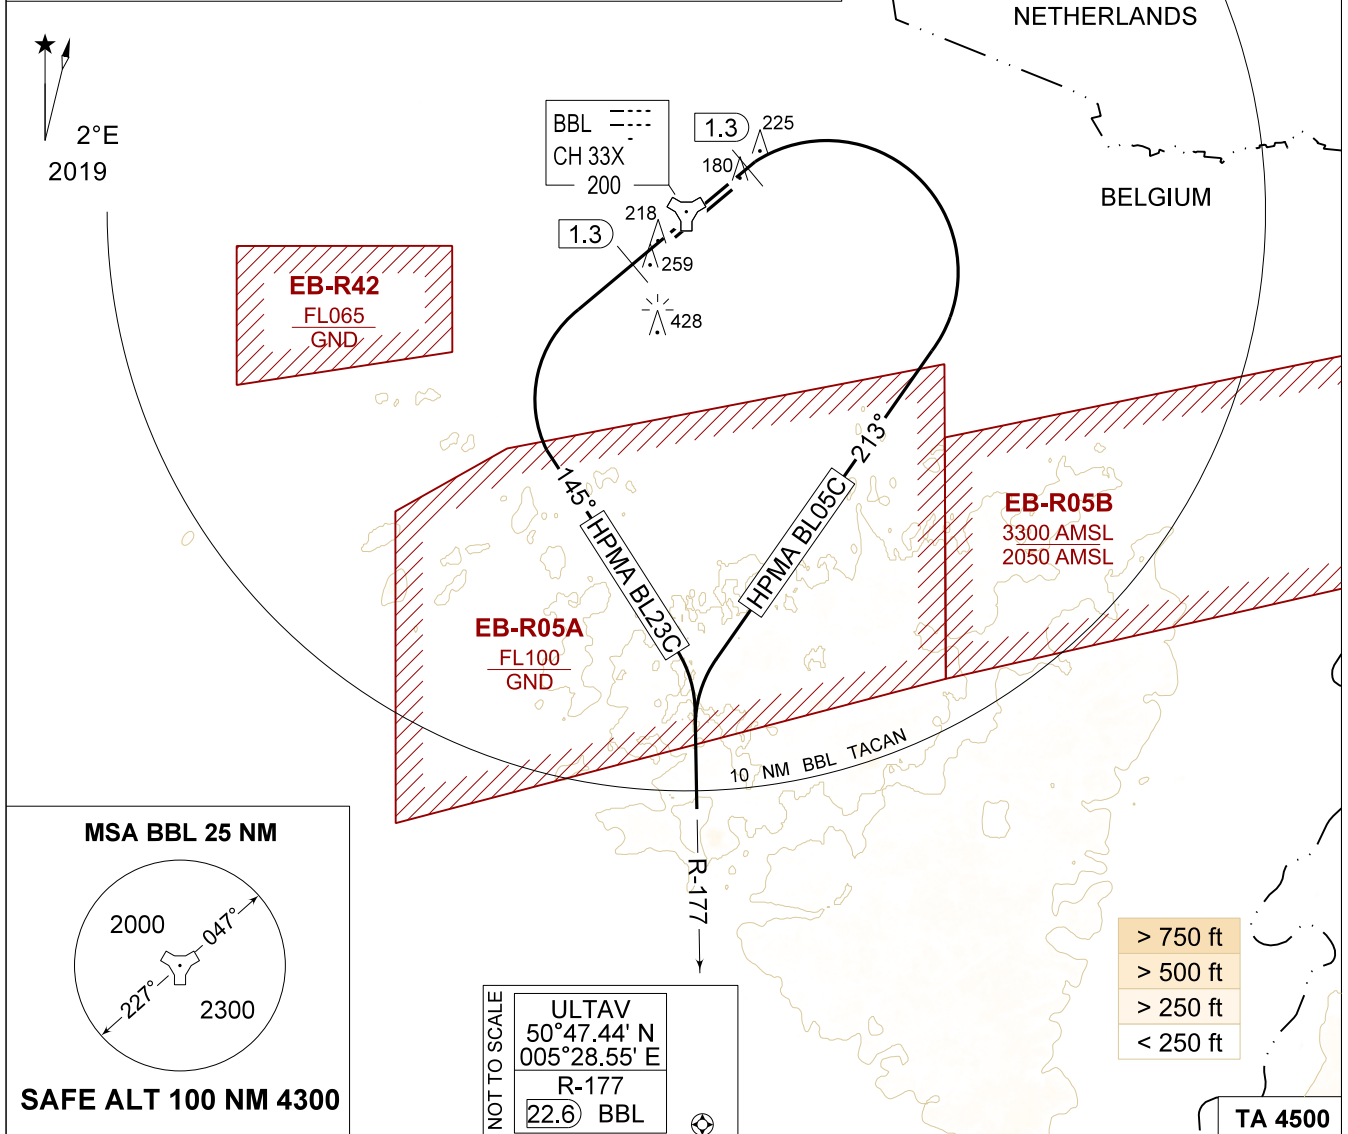 NETHERLANDS
2°E
2019
BBL
CH 33X
200
1.3
225
180
BELGIUM
218
1.3
259
428
EB-R42
FL065
GND
213°
145°
HPMA BL05C
HPMA BL23C
EB-R05B
3300 AMSL
2050 AMSL
EB-R05A
FL100
GND
10 NM BBL TACAN
R-177
MSA BBL 25 NM
2000
047°
227°
2300
SAFE ALT 100 NM 4300
NOT TO SCALE
ULTAV
50°47.44' N
005°28.55' E
R-177
22.6 BBL
> 750 ft
> 500 ft
> 250 ft
< 250 ft
TA 4500